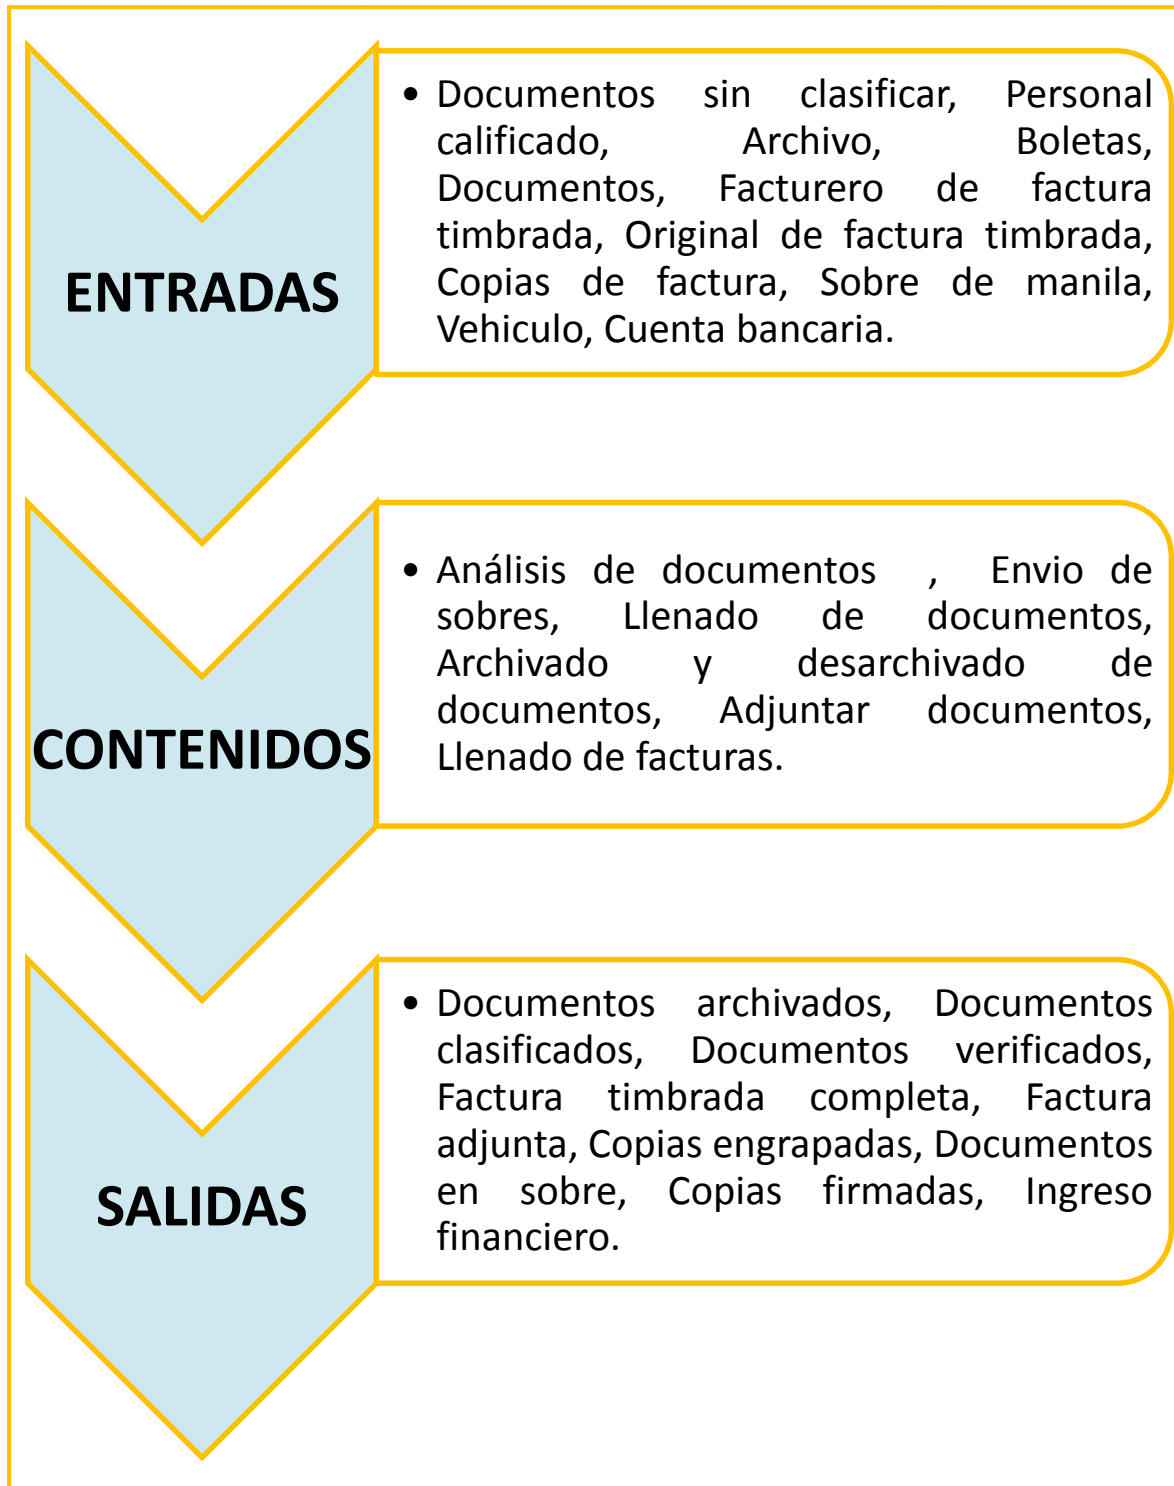 ENTRADAS
• Documentos sin clasificar, Personal
calificado, Archivo, Boletas,
Documentos, Facturero de factura
timbrada, Original de factura timbrada,
Copias de factura, Sobre de manila,
Vehiculo, Cuenta bancaria.
CONTENIDOS
• Análisis de documentos , Envio de
sobres, Llenado de documentos,
Archivado y desarchivado de
documentos, Adjuntar documentos,
Llenado de facturas.
SALIDAS
• Documentos archivados, Documentos
clasificados, Documentos verificados,
Factura timbrada completa, Factura
adjunta, Copias engrapadas, Documentos
en sobre, Copias firmadas, Ingreso
financiero.